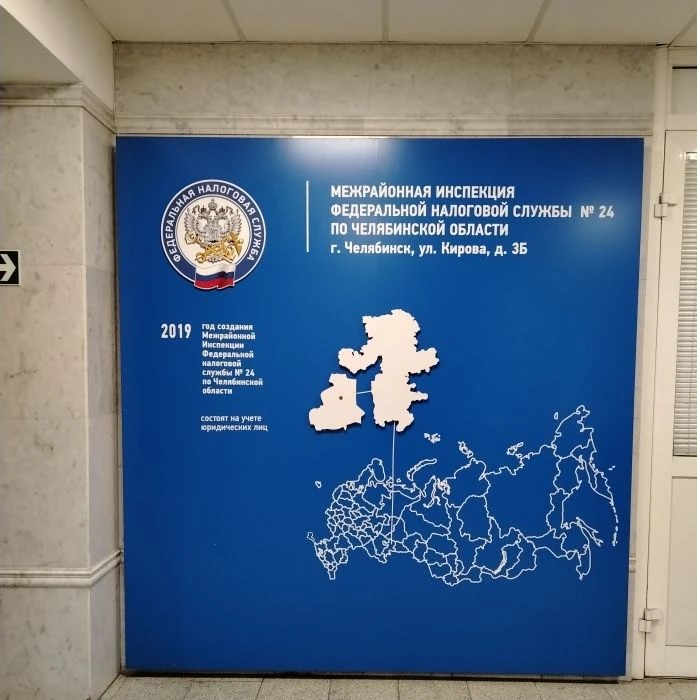 ФЕДЕРАЛЬНАЯ НАЛОГОВАЯ СЛУЖБА
МЕЖРАЙОННАЯ ИНСПЕКЦИЯ
ФЕДЕРАЛЬНОЙ НАЛОГОВОЙ СЛУЖБЫ № 24
ПО ЧЕЛЯБИНСКОЙ ОБЛАСТИ
г. Челябинск, ул. Кирова, д. 3Б
2019 год создания
Межрайонной
Инспекции
Федеральной
налоговой
службы № 24
по Челябинской
области
состоят на учете
юридических лиц